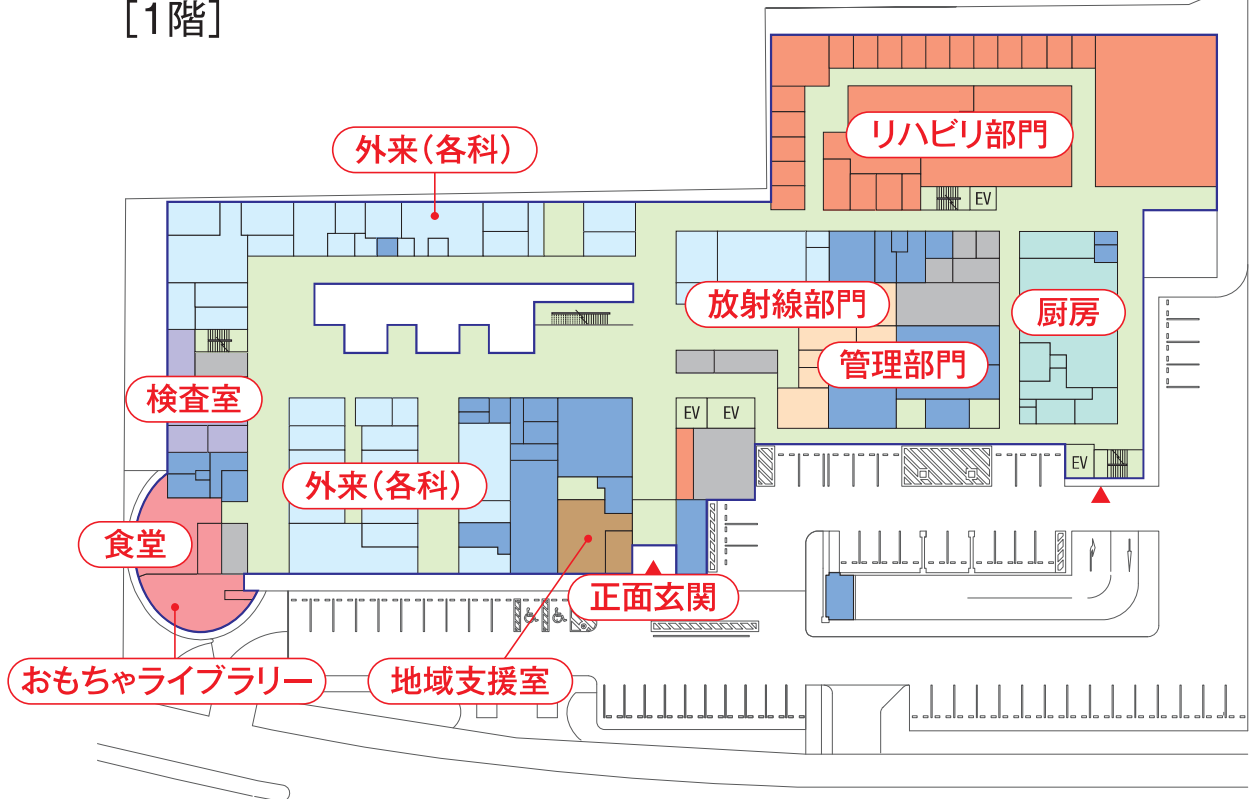 [1階]
リハビリ部門
外来(各科)
EV
放射線部門
厨房
管理部門
検査室
EV
EV
EV
外来(各科)
食堂
正面玄関
おもちゃライブラリー
地域支援室